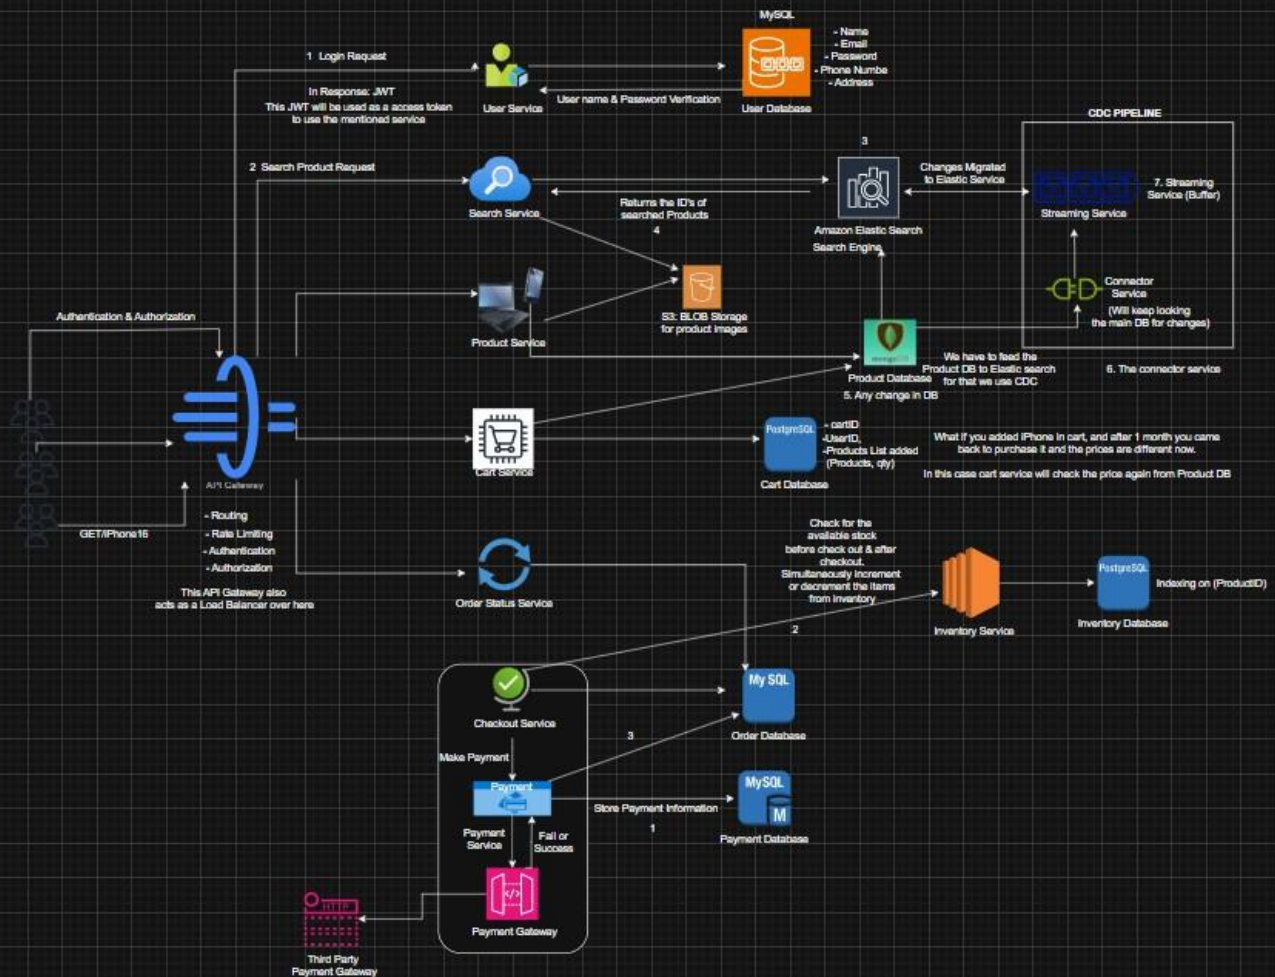 MySQL
- Name
- Email
- Password
- Phone Numbe
- Address
User Database
1 Login Request
In Response: JWT
This JWT will be used as a access token
to use the mentioned service
User Service
User name & Password Verification
CDC PIPELINE
2 Search Product Request
Search Service
Returns the ID's of
searched Products
4
3
Amazon Elastic Search
Search Engine
Changes Migrated
to Elastic Service
7. Streaming
Service (Buffer)
Streaming Service
Connector
Service
(Will keep looking
the main DB for changes)
6. The connector service
Product Service
S3: BLOB Storage
for product images
Product Database
5. Any change in DB
We have to feed the
Product DB to Elastic search
for that we use CDC
Authentication & Authorization
API Gateway
GET/iPhone16
- Routing
- Rate Limiting
- Authentication
- Authorization
This API Gateway also
acts as a Load Balancer over here
Cart Service
PostgreSQL
- cartID
-UserID,
-Products List added
(Products, qty)
Cart Database
What if you added iPhone in cart, and after 1 month you came
back to purchase it and the prices are different now.
In this case cart service will check the price again from Product DB
Order Status Service
Check for the
available stock
before check out & after
checkout.
Simultaneously increment
or decrement the items
from inventory
2
Inventory Service
PostgreSQL
Indexing on (ProductID)
Inventory Database
Checkout Service
My SQL
Order Database
3
Make Payment
Payment
Store Payment Information
1
MySQL
M
Payment Database
Payment
Service
Fail or
Success
</>
Payment Gateway
HTTP
Third Party
Payment Gateway